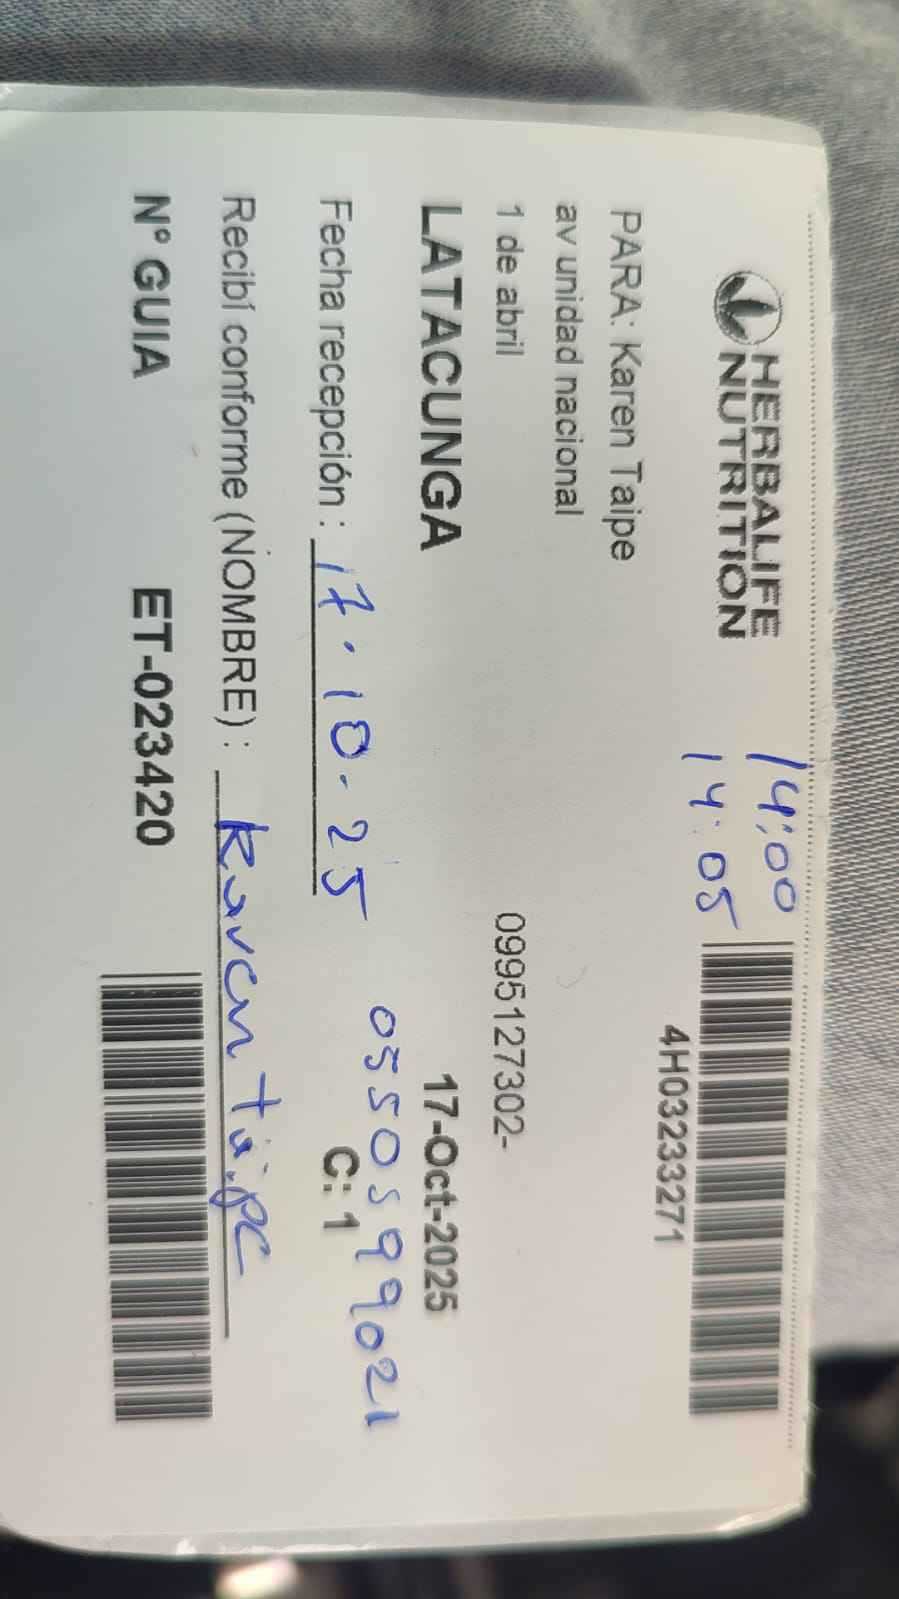 HERBALIFE
NUTRITION
14:00
14:05
4H03233271
PARA: Karen Taipe
av unidad nacional
1 de abril
0995127302-
LATACUNGA
17-Oct-2025
Fecha recepción :
17·10-25
0550599021
C: 1
Recibí conforme (NOMBRE) :
Karen taipe
N° GUIA
ET-023420